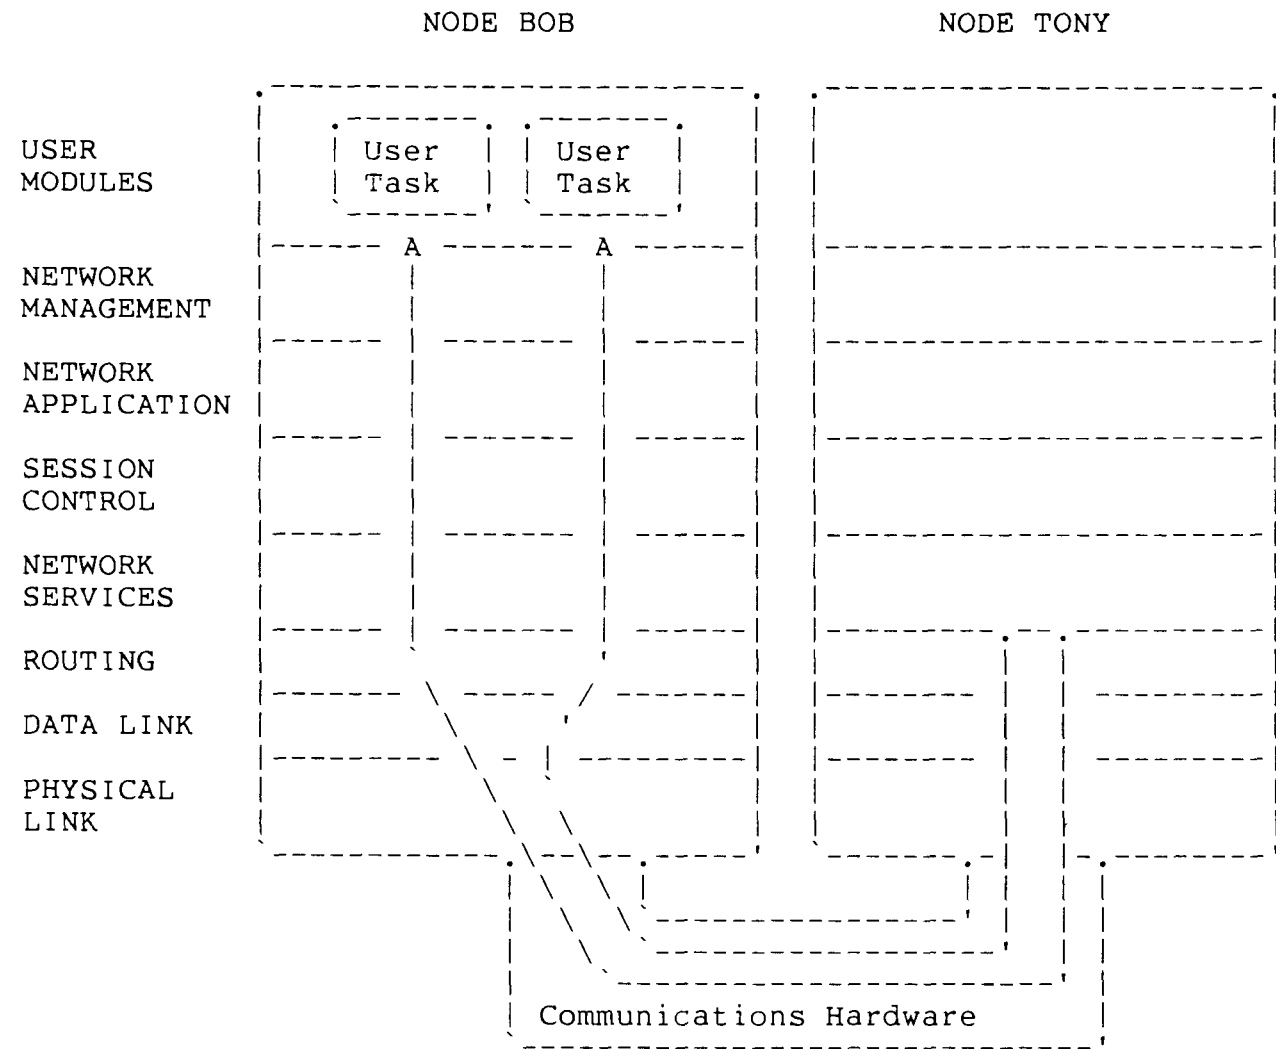 NODE BOB NODE TONY
User User
USER
MODULES
Task Task
A A
NETWORK
MANAGEMENT
NETWORK
APPLICATION
SESSION
CONTROL
NETWORK
SERVICES
ROUTING
DATA LINK
PHYSICAL
LINK
Communications Hardware